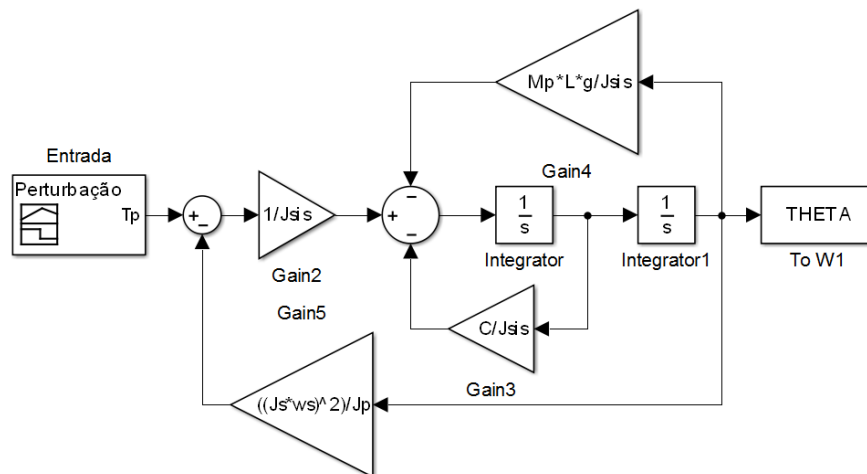 Mp*L*g/Jsis
Entrada
Perturbação
Tp
+
−
1/Jsis
Gain2
Gain5
−
+
−
1
s
Integrator
Gain4
1
s
Integrator1
THETA
To W1
C/Jsis
Gain3
((Js*ws)^2)/Jp